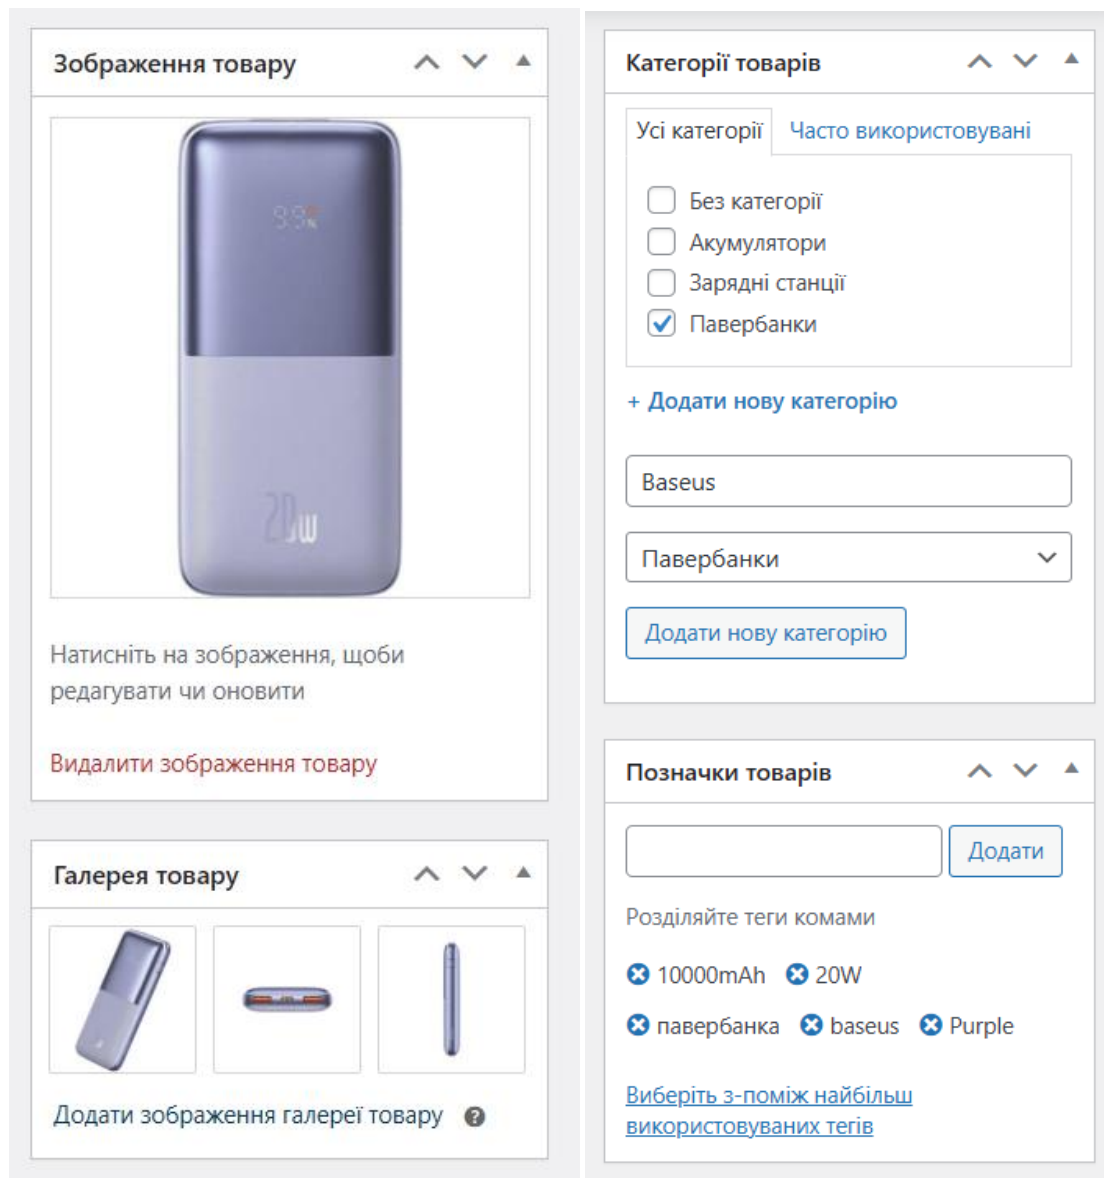 Зображення товару
20W
Натисніть на зображення, щоби
редагувати чи оновити
Видалити зображення товару
Галерея товару
Додати зображення галереї товару
Категорії товарів
Усі категорії Часто використовувані
Без категорії
Акумулятори
Зарядні станції
Павербанки
+ Додати нову категорію
Baseus
Павербанки
Додати нову категорію
Позначки товарів
Додати
Розділяйте теги комами
10000mAh 20W
павербанка baseus Purple
Виберіть з-поміж найбільш
використовуваних тегів